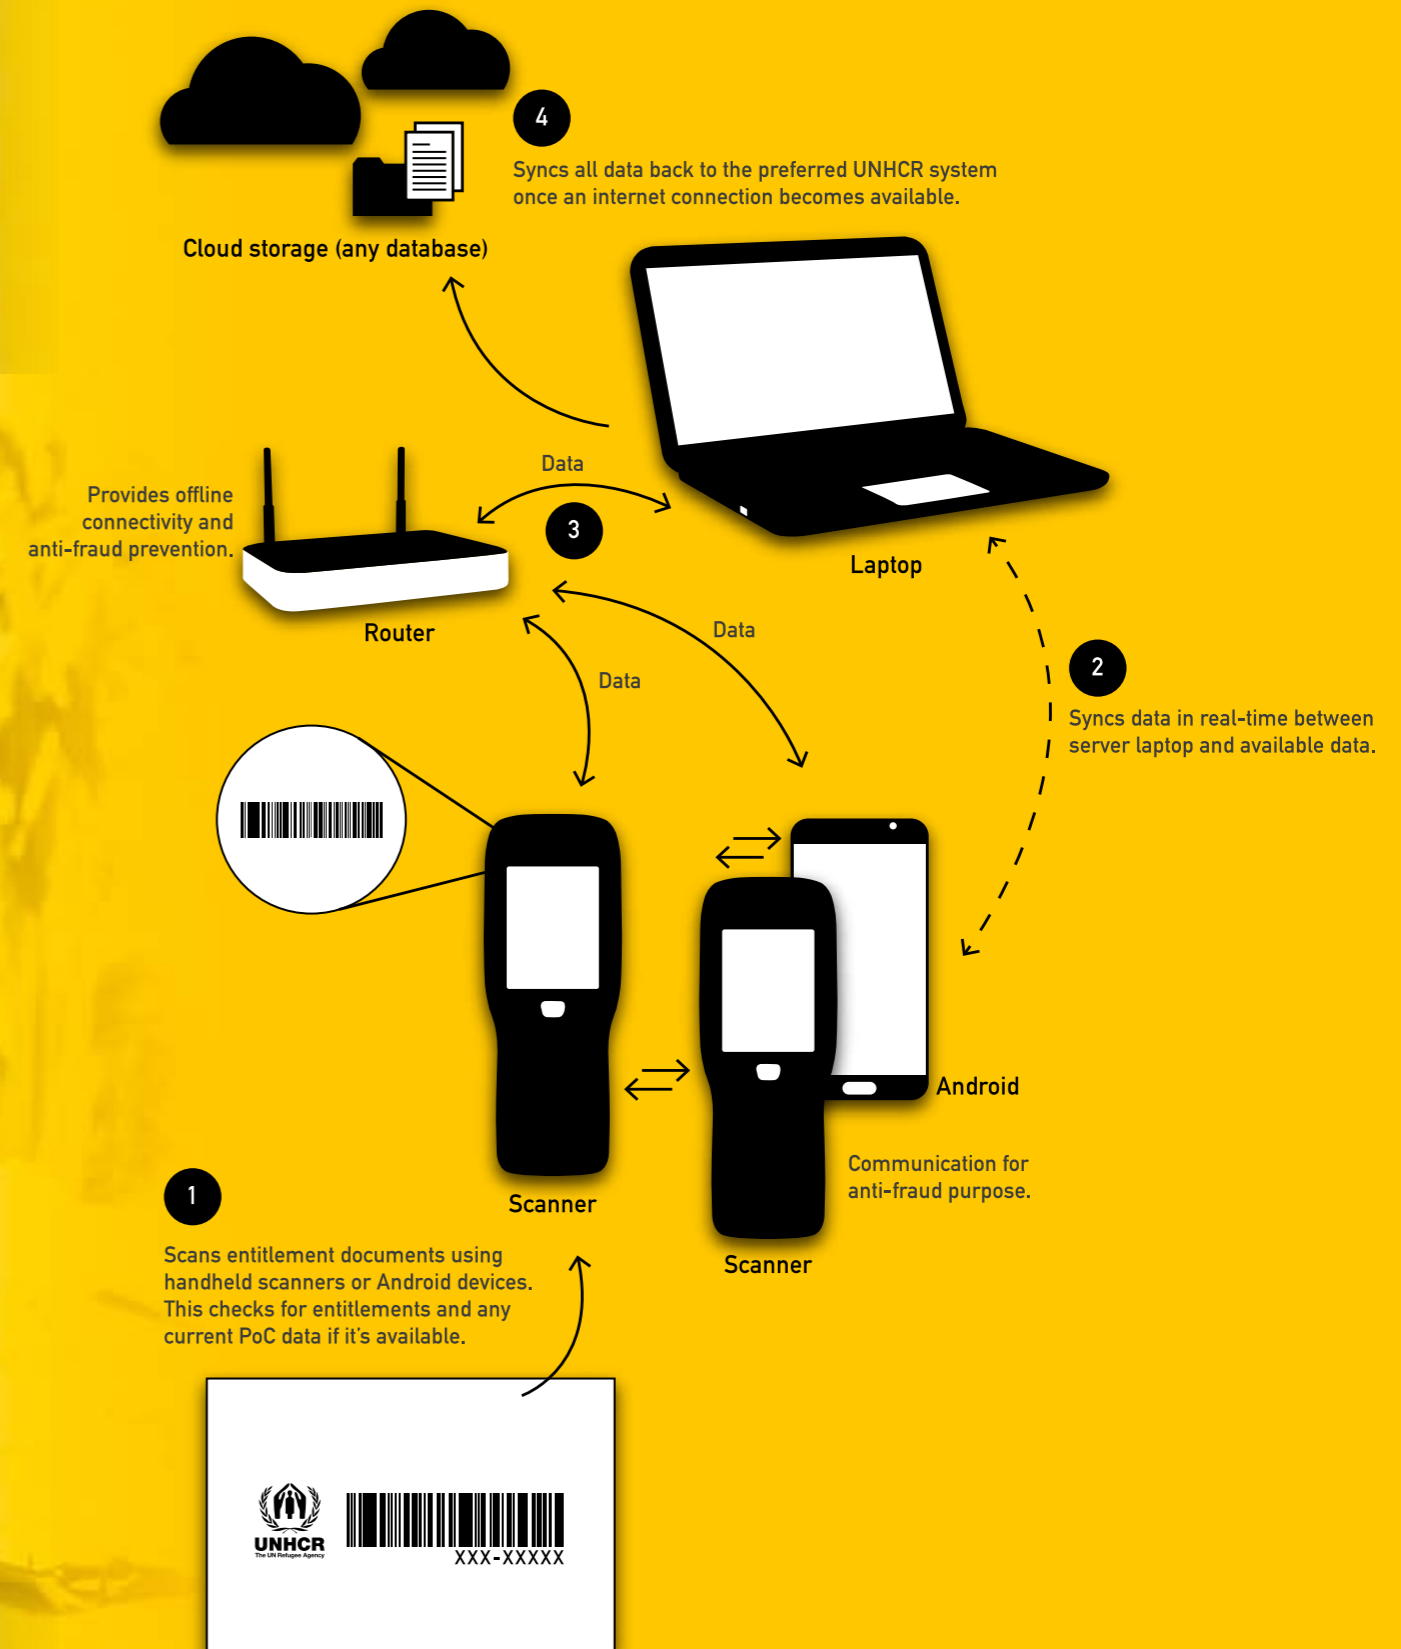 4
Syncs all data back to the preferred UNHCR system
once an internet connection becomes available.
Cloud storage (any database)
Data
Provides offline
connectivity and
anti-fraud prevention.
3
Laptop
Router
Data
Data
2
Syncs data in real-time between
server laptop and available data.
Android
Communication for
anti-fraud purpose.
1
Scanner
Scans entitlement documents using
handheld scanners or Android devices.
This checks for entitlements and any
current PoC data if it's available.
Scanner
UNHCR
The UN Refugee Agency
XXX-XXXXX